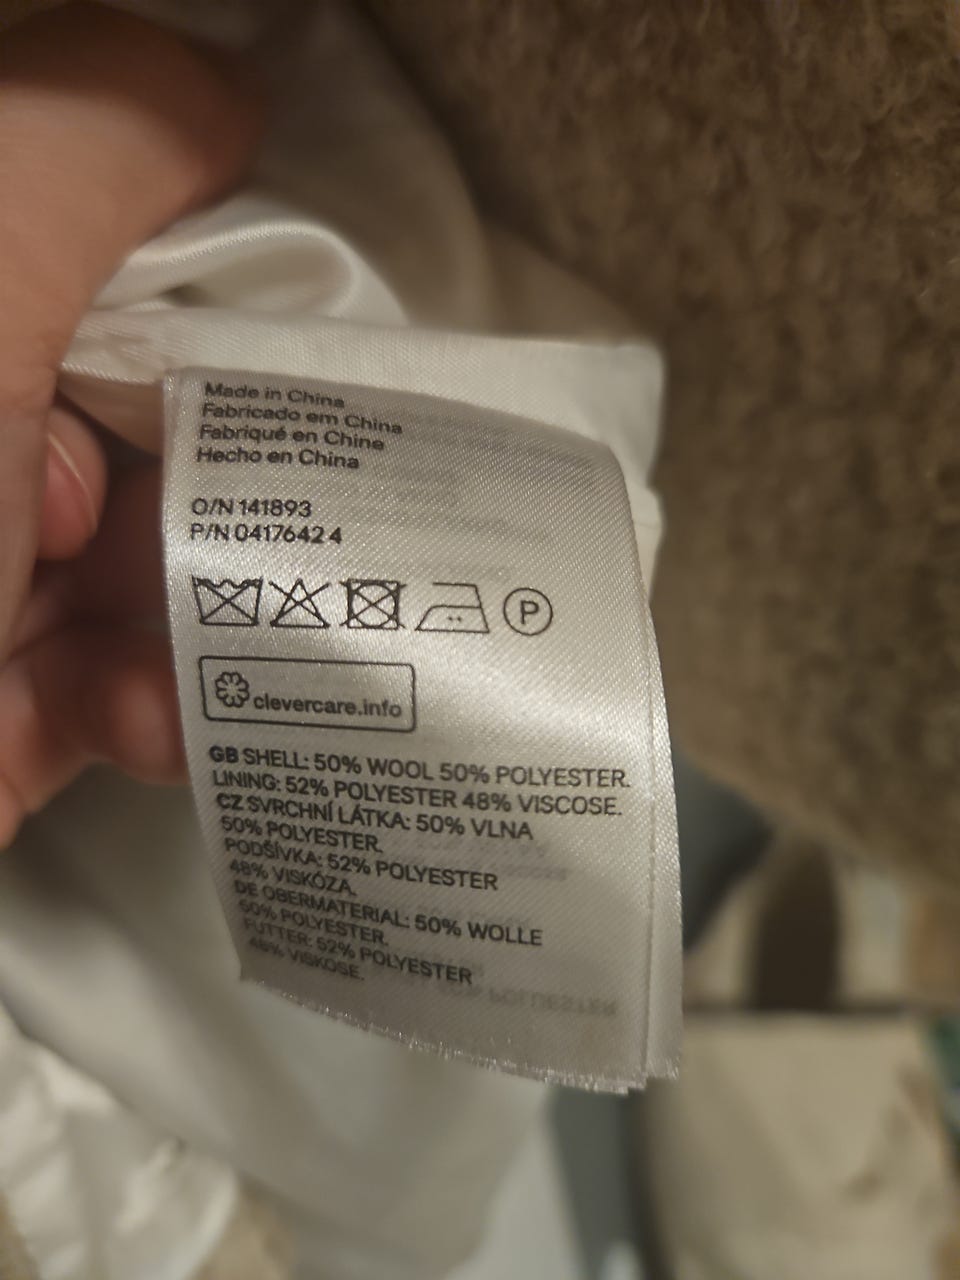 Made in China
Fabricado em China
Fabriqué en Chine
Hecho en China
O/N 141893
P/N 0417642 4
P
clevercare.info
GB SHELL: 50% WOOL 50% POLYESTER.
LINING: 52% POLYESTER 48% VISCOSE.
CZ SVRCHNÍ LÁTKA: 50% VLNA
50% POLYESTER.
PODŠÍVKA: 52% POLYESTER
48% VISKÓZA.
DE OBERMATERIAL: 50% WOLLE
50% POLYESTER.
FUTTER: 52% POLYESTER
48% VISKOSE.